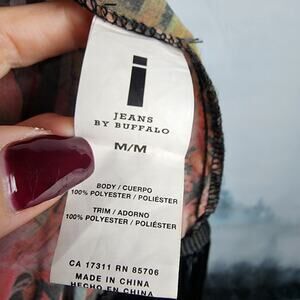 i
JEANS
BY BUFFALO
M/M
BODY / CUERPO
100% POLYESTER / POLIÉSTER
TRIM / ADORNO
100% POLYESTER / POLIÉSTER
CA 17311 RN 85706
MADE IN CHINA
HECHO EN CHINA